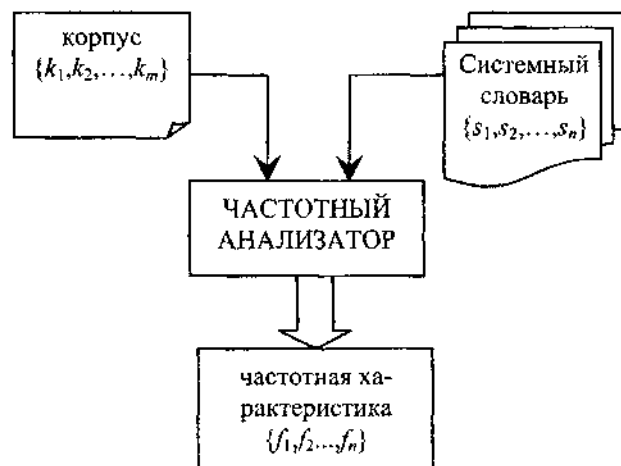 корпус
{k₁,k₂,…,kₘ}
Системный
словарь
{s₁,s₂,…,sₙ}
ЧАСТОТНЫЙ
АНАЛИЗАТОР
частотная ха-
рактеристика
{f₁,f₂...,fₙ}